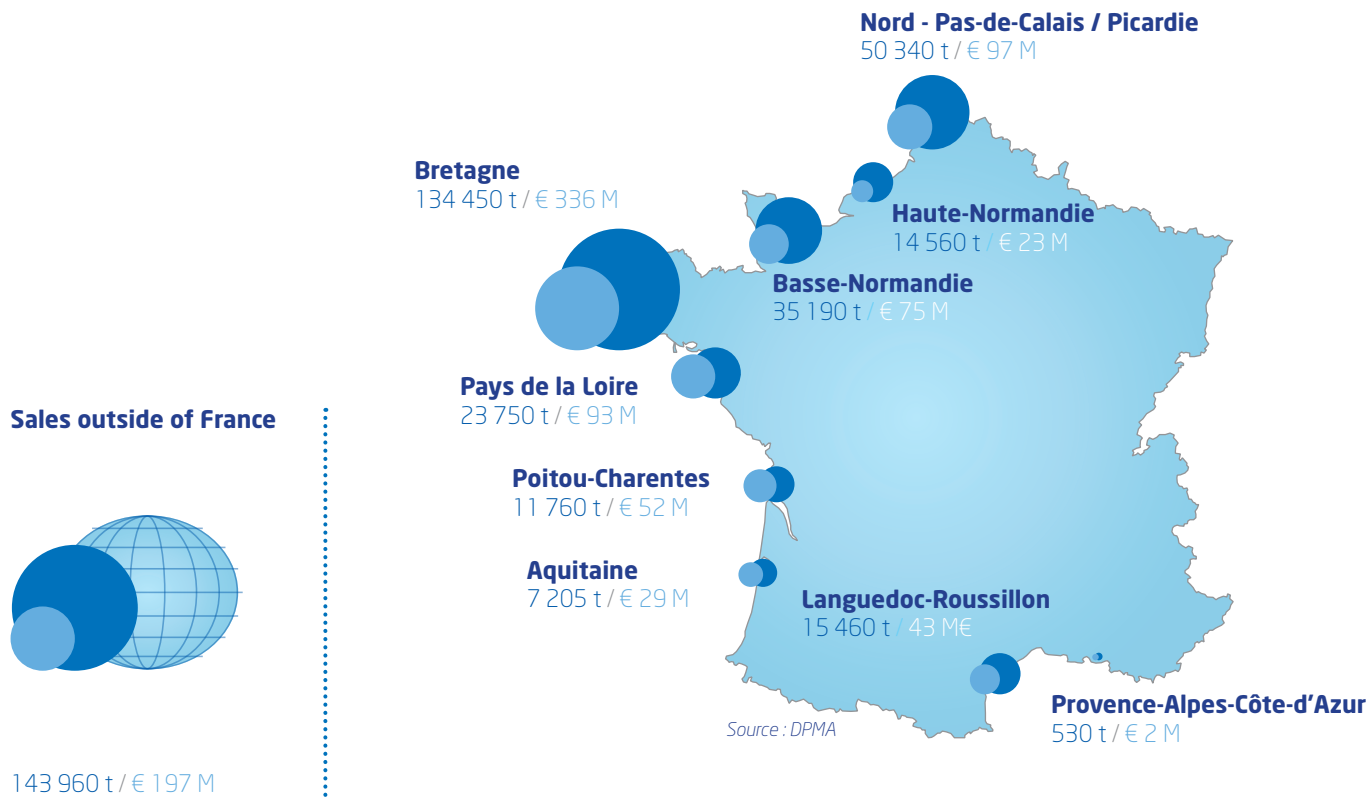 Nord - Pas-de-Calais / Picardie
50 340 t / € 97 M
Bretagne
134 450 t / € 336 M
Haute-Normandie
14 560 t / € 23 M
Basse-Normandie
35 190 t / € 75 M
Pays de la Loire
23 750 t / € 93 M
Sales outside of France
143 960 t / € 197 M
Poitou-Charentes
11 760 t / € 52 M
Aquitaine
7 205 t / € 29 M
Languedoc-Roussillon
15 460 t / 43 M€
Provence-Alpes-Côte-d'Azur
530 t / € 2 M
Source : DPMA